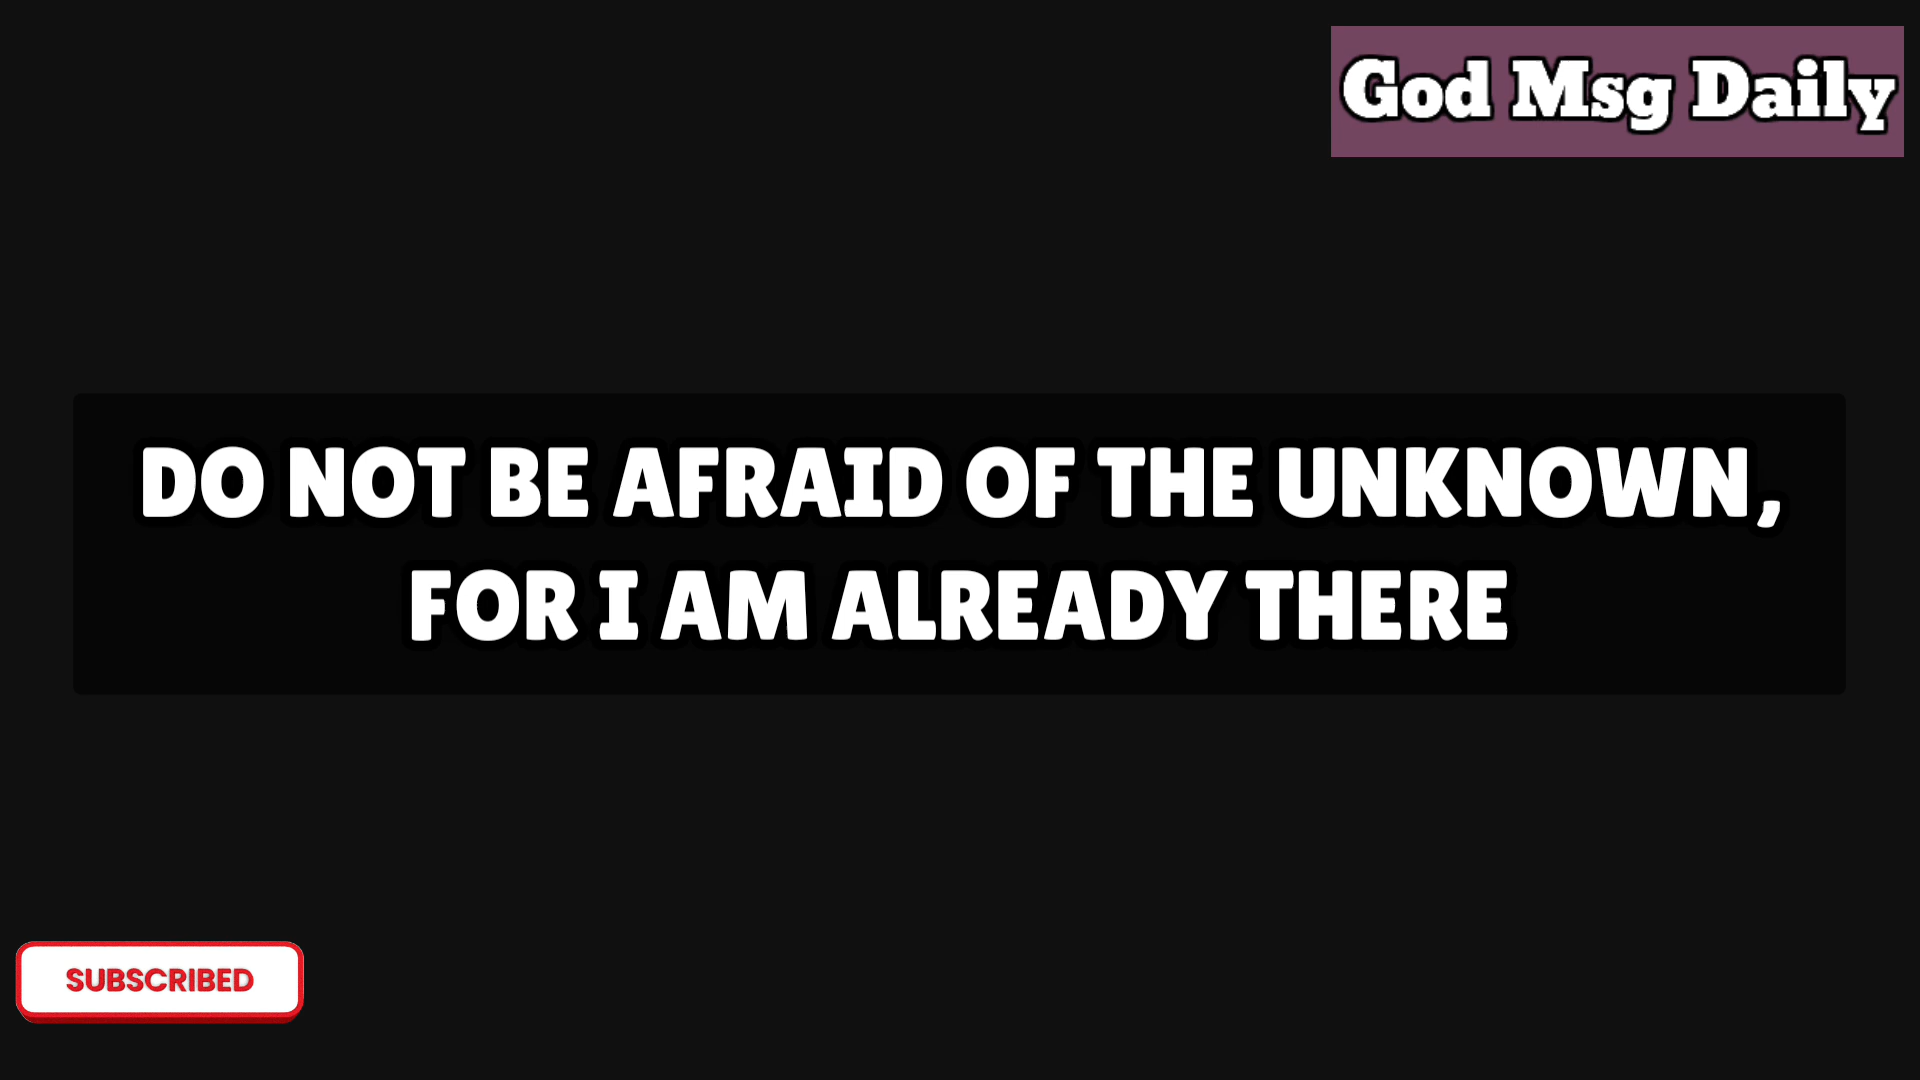 God Msg Daily
DO NOT BE AFRAID OF THE UNKNOWN,
FOR I AM ALREADY THERE
SUBSCRIBED